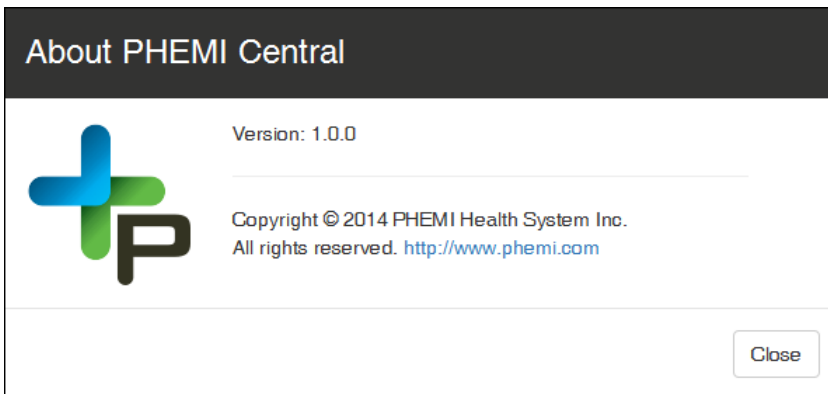 About PHEMI Central
Version: 1.0.0
Copyright © 2014 PHEMI Health System Inc.
All rights reserved. http://www.phemi.com
P
Close